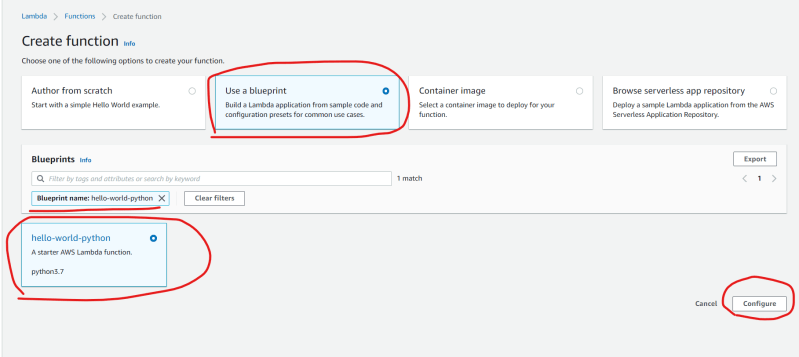 Lambda > Functions > Create function
Create function Info
Choose one of the following options to create your function.
Author from scratch
Start with a simple Hello World example.
Use a blueprint
Build a Lambda application from sample code and
configuration presets for common use cases.
Container image
Select a container image to deploy for your
function.
Browse serverless app repository
Deploy a sample Lambda application from the AWS
Serverless Application Repository.
Blueprints Info
Export
Filter by tags and attributes or search by keyword
1 match
< 1 >
Blueprint name: hello-world-python X
Clear filters
hello-world-python
A starter AWS Lambda function.
python3.7
Cancel
Configure